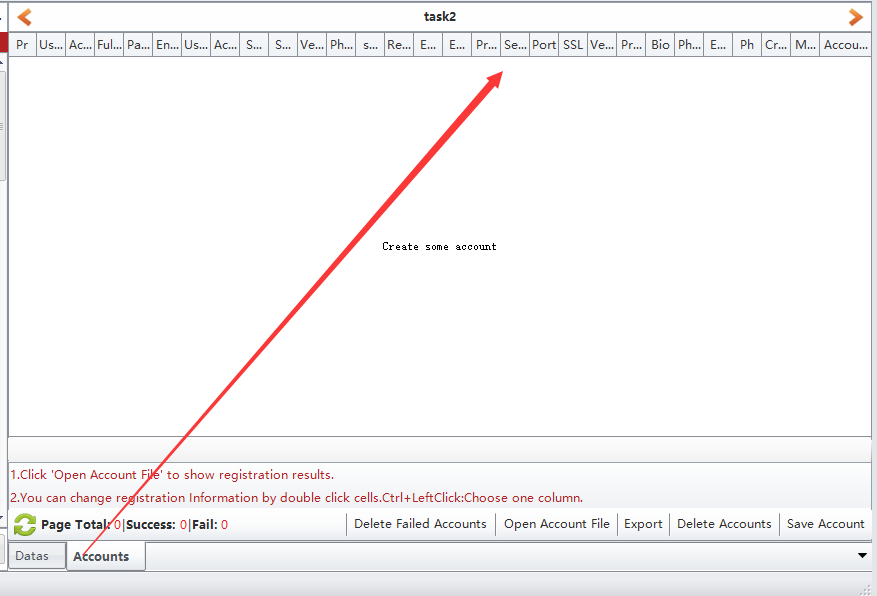 task2
Pr Us... Ac... Ful... Pa... En... Us... Ac... S... S... Ve... Ph... s... Re... E... E... Pr... Se... Port SSL Ve... Pr... Bio Ph... E... Ph Cr... M... Accou...
Create some account
1.Click 'Open Account File' to show registration results.
2.You can change registration Information by double click cells.Ctrl+LeftClick:Choose one column.
Page Total: 0|Success: 0|Fail: 0 Delete Failed Accounts Open Account File Export Delete Accounts Save Account
Datas Accounts